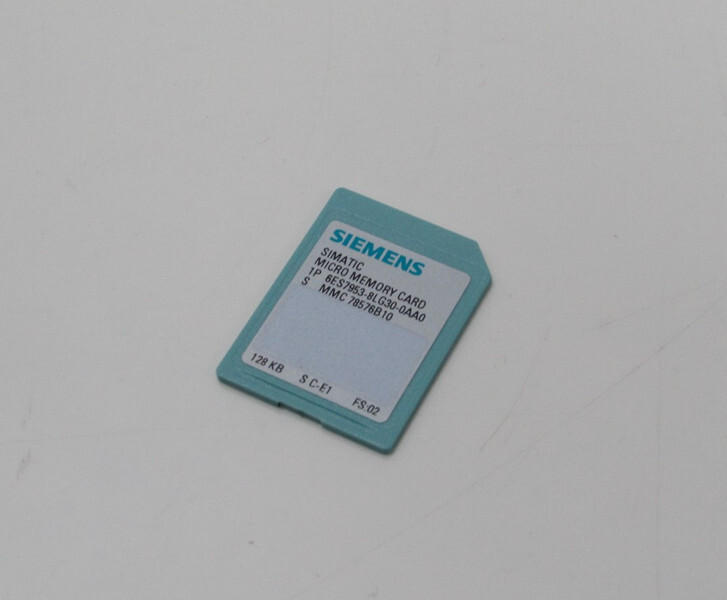 SIEMENS
SIMATIC
MICRO MEMORY CARD
1P 6ES7953-8LG30-0AA0
S MMC 78576B10
128 KB S C-E1 FS:02